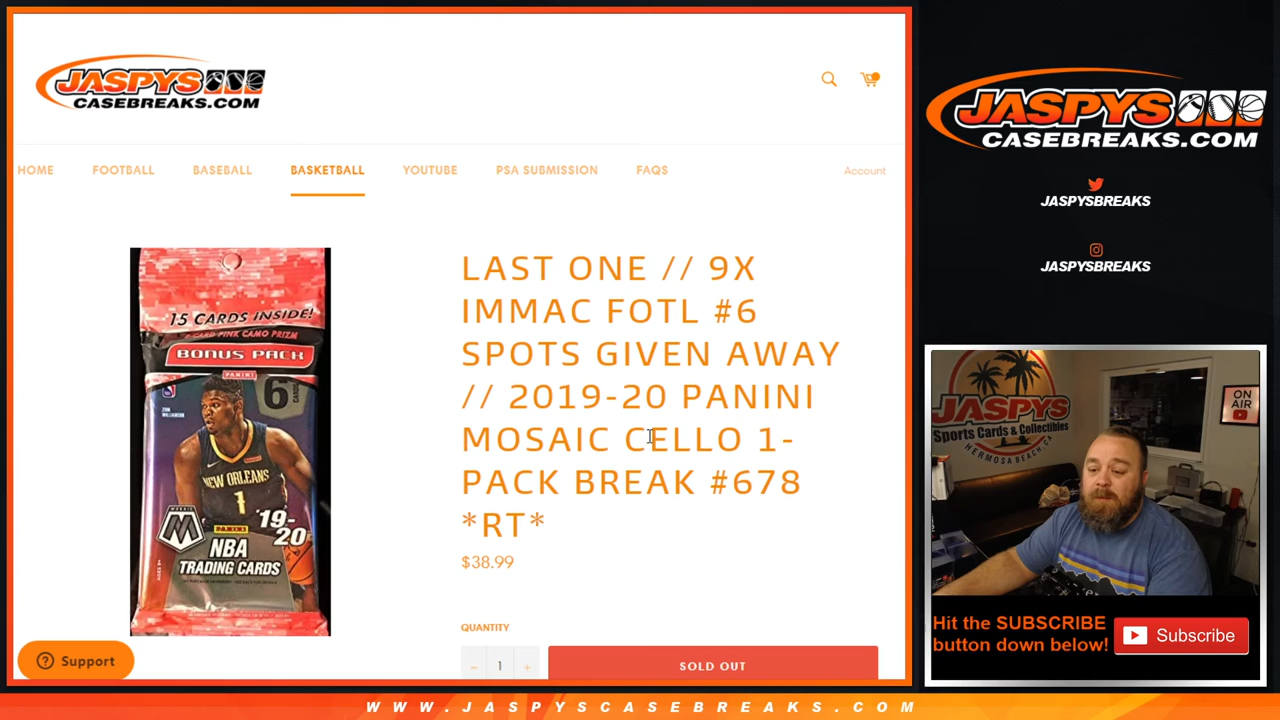 JASPYS
CASEBREAKS.COM
HOME
FOOTBALL
BASEBALL
BASKETBALL
YOUTUBE
PSA SUBMISSION
FAQS
Account
15 CARDS INSIDE!
BONUS PACK
PANINI
6
NEW ORLEANS
1
M
MOSAIC
PANINI
19-20
NBA
TRADING CARDS
LAST ONE // 9X
IMMAC FOTL #6
SPOTS GIVEN AWAY
// 2019-20 PANINI
MOSAIC CELLO 1-
PACK BREAK #678
*RT*
$38.99
QUANTITY
− 1 +
SOLD OUT
Support
JASPYS
CASEBREAKS.COM
JASPYSBREAKS
JASPYSBREAKS
JASPYS
Sports Cards & Collectibles
HERMOSA BEACH, CA
ON
AIR
Hit the SUBSCRIBE
button down below!
Subscribe
WWW.JASPYSCASEBREAKS.COM